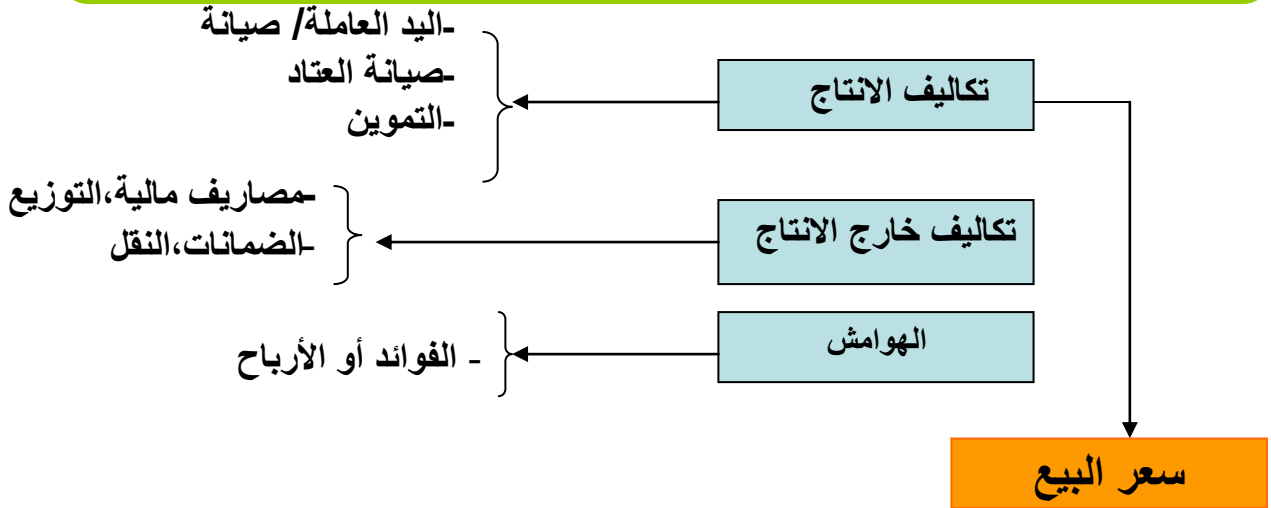 -اليد العاملة/ صيانة
-صيانة العتاد
-التموين
تكاليف الانتاج
-مصاريف مالية،التوزيع
-الضمانات،النقل
تكاليف خارج الانتاج
- الفوائد أو الأرباح
الهوامش
سعر البيع